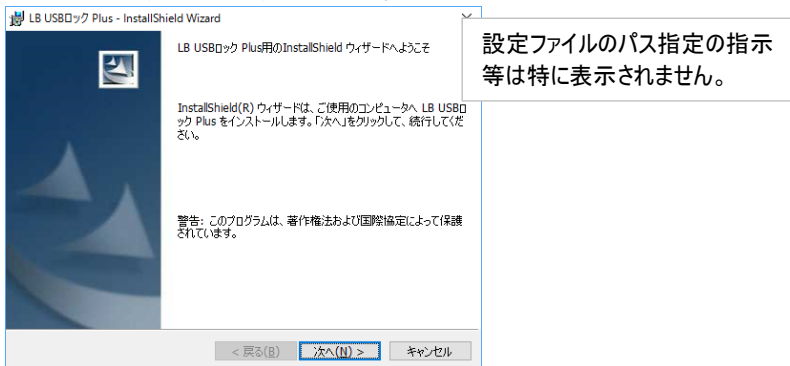 LB USBロック Plus - InstallShield Wizard
LB USBロック Plus用のInstallShield ウィザードへようこそ
InstallShield(R) ウィザードは、ご使用のコンピュータへ LB USBロ
ック Plus をインストールします。「次へ」をクリックして、続行してくだ
さい。
警告: このプログラムは、著作権法および国際協定によって保護
されています。
< 戻る(B)
次へ(N) >
キャンセル
設定ファイルのパス指定の指示
等は特に表示されません。